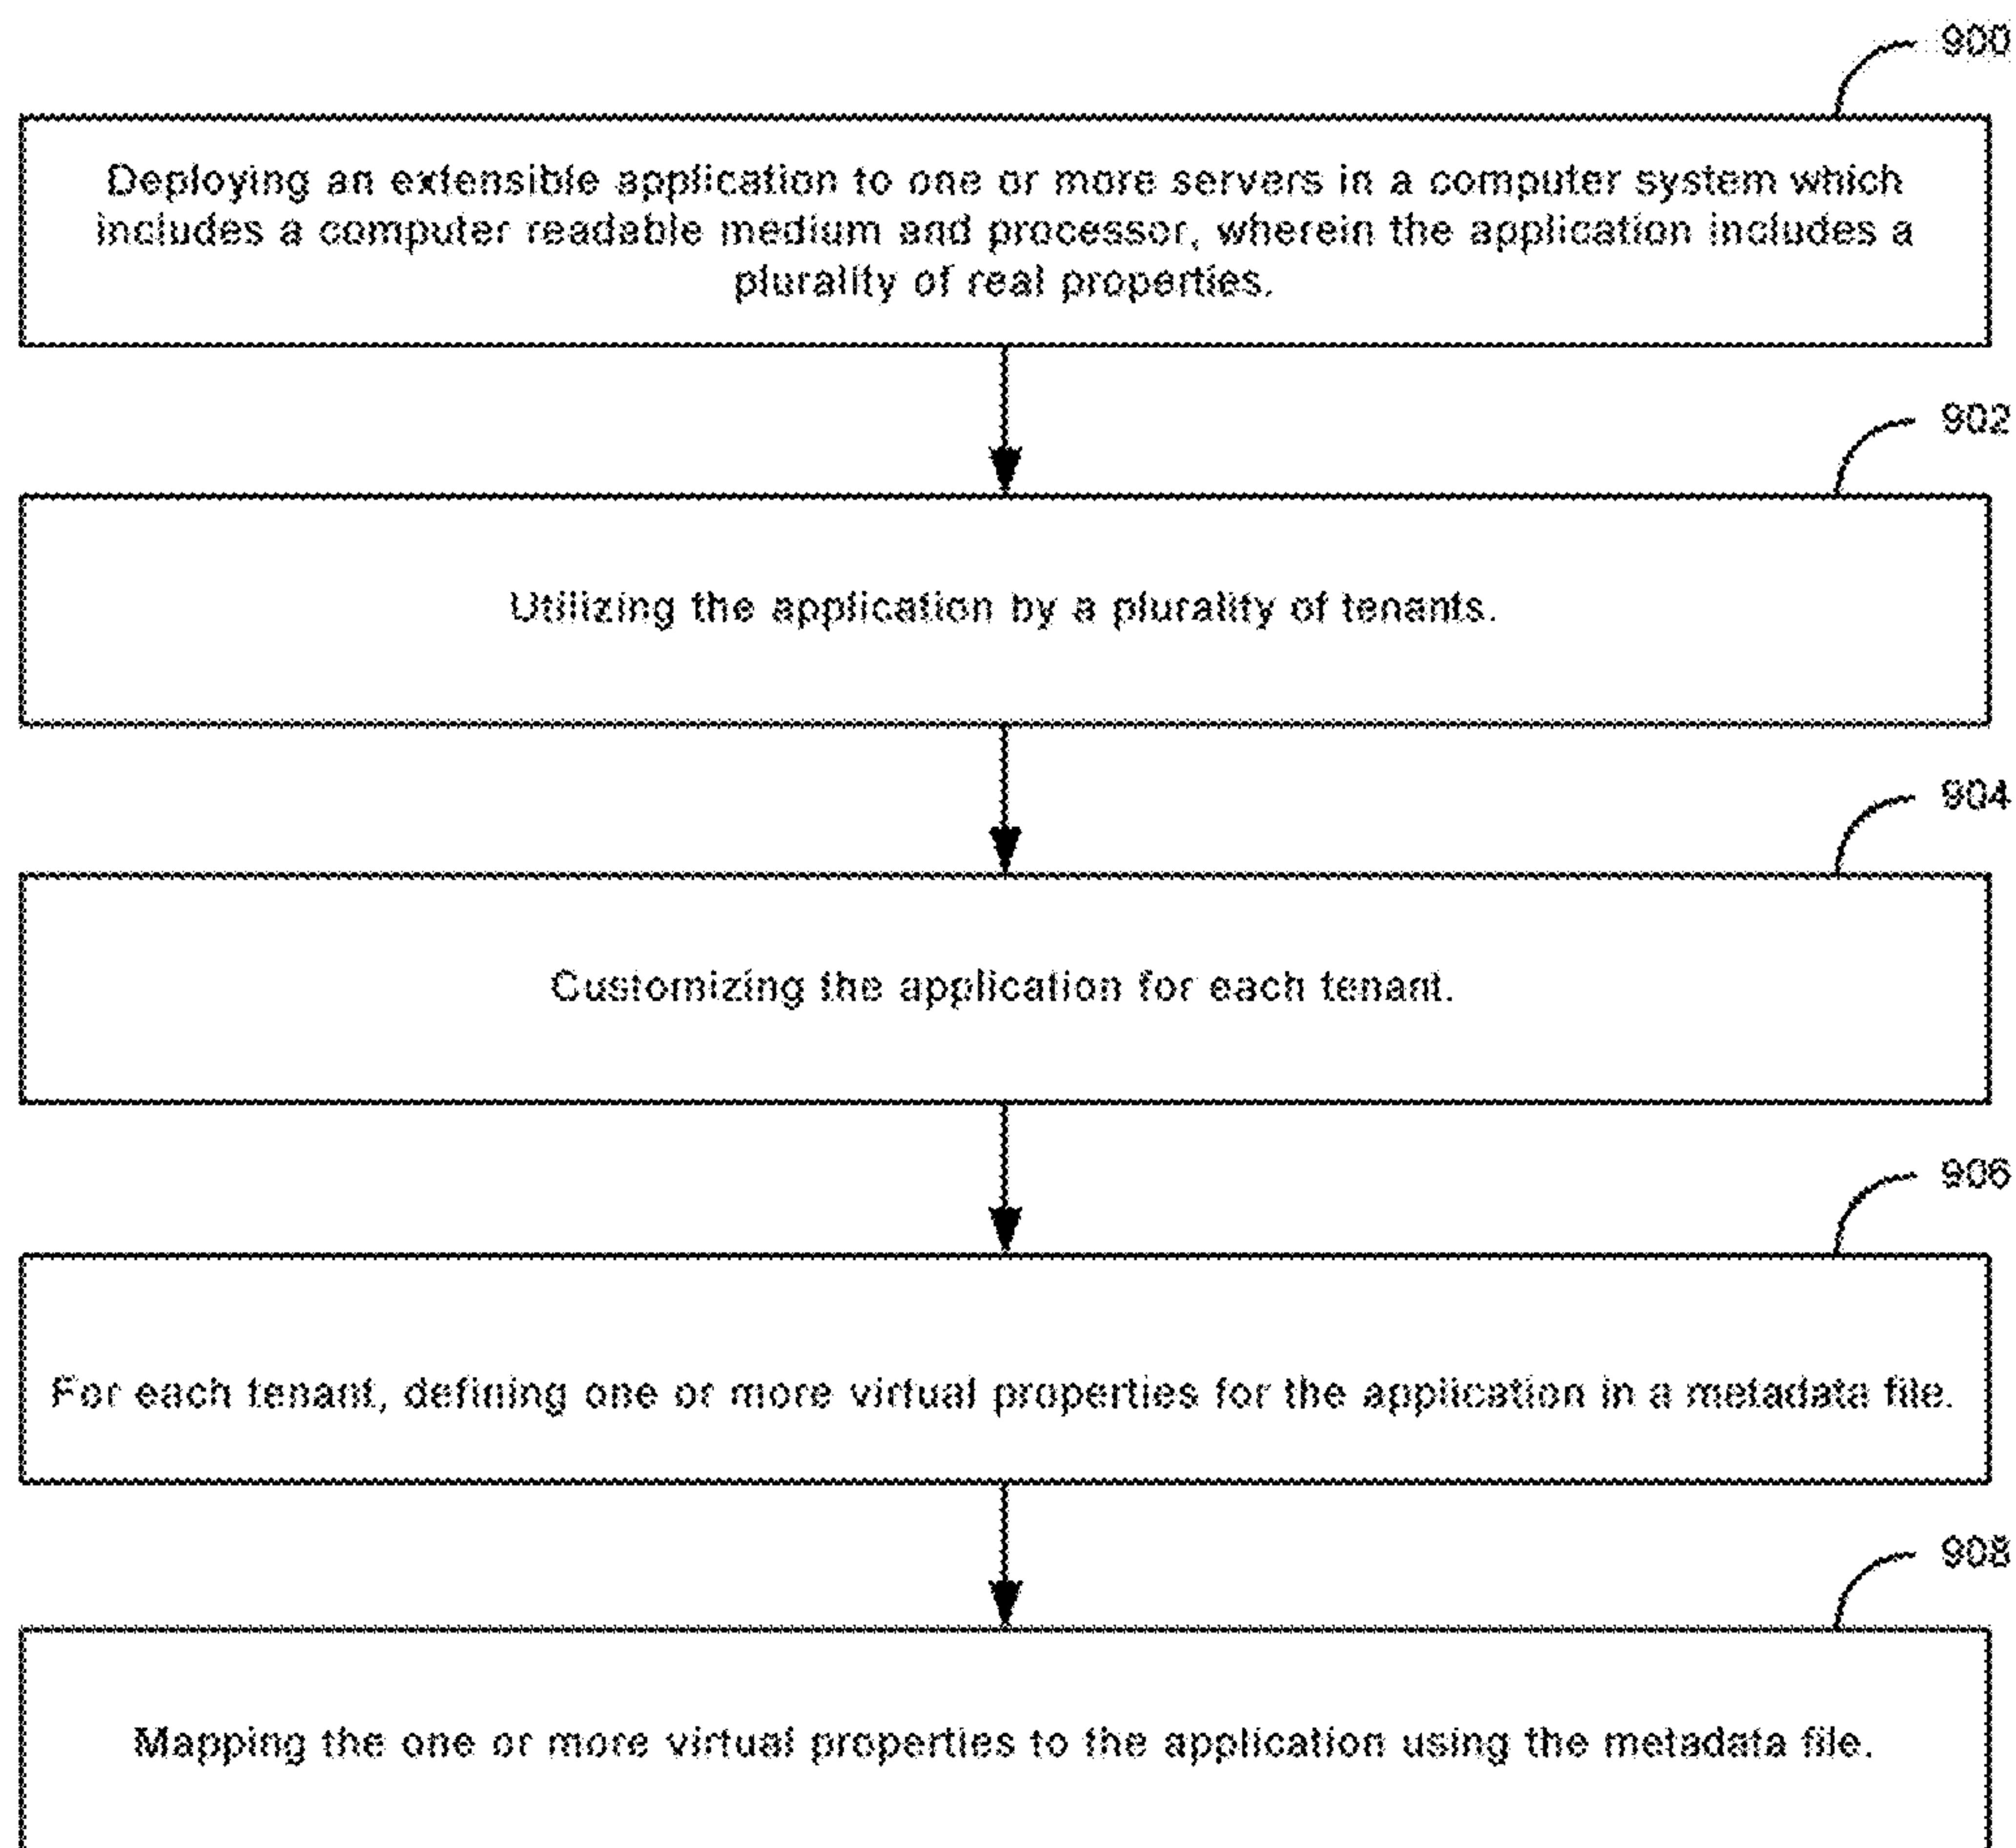 900
Deploying an extensible application to one or more servers in a computer system which
includes a computer readable medium and processor, wherein the application includes a
plurality of real properties.
902
Utilizing the application by a plurality of tenants.
904
Customizing the application for each tenant.
906
For each tenant, defining one or more virtual properties for the application in a metadata file.
908
Mapping the one or more virtual properties to the application using the metadata file.